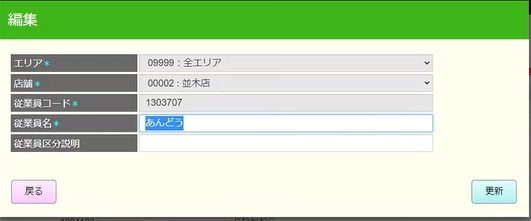 編集
エリア* 09999：全エリア
店舗* 00002：並木店
従業員コード* 1303707
従業員名* あんどう
従業員区分説明
戻る 更新